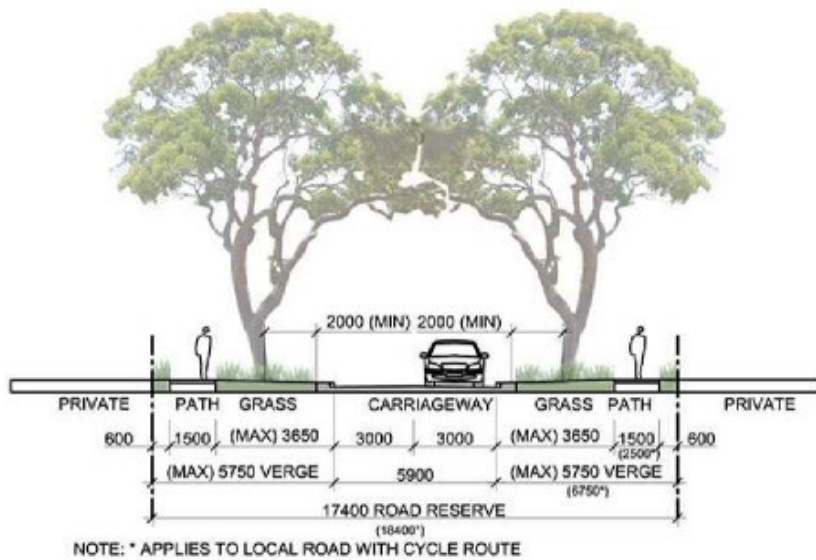 2000 (MIN) 2000 (MIN)
PRIVATE PATH GRASS CARRIAGEWAY GRASS PATH PRIVATE
600 1500 (MAX) 3650 3000 3000 (MAX) 3650 1500 600
(2500*)
(MAX) 5750 VERGE 5900 (MAX) 5750 VERGE
(6750*)
17400 ROAD RESERVE
(18400*)
NOTE: * APPLIES TO LOCAL ROAD WITH CYCLE ROUTE